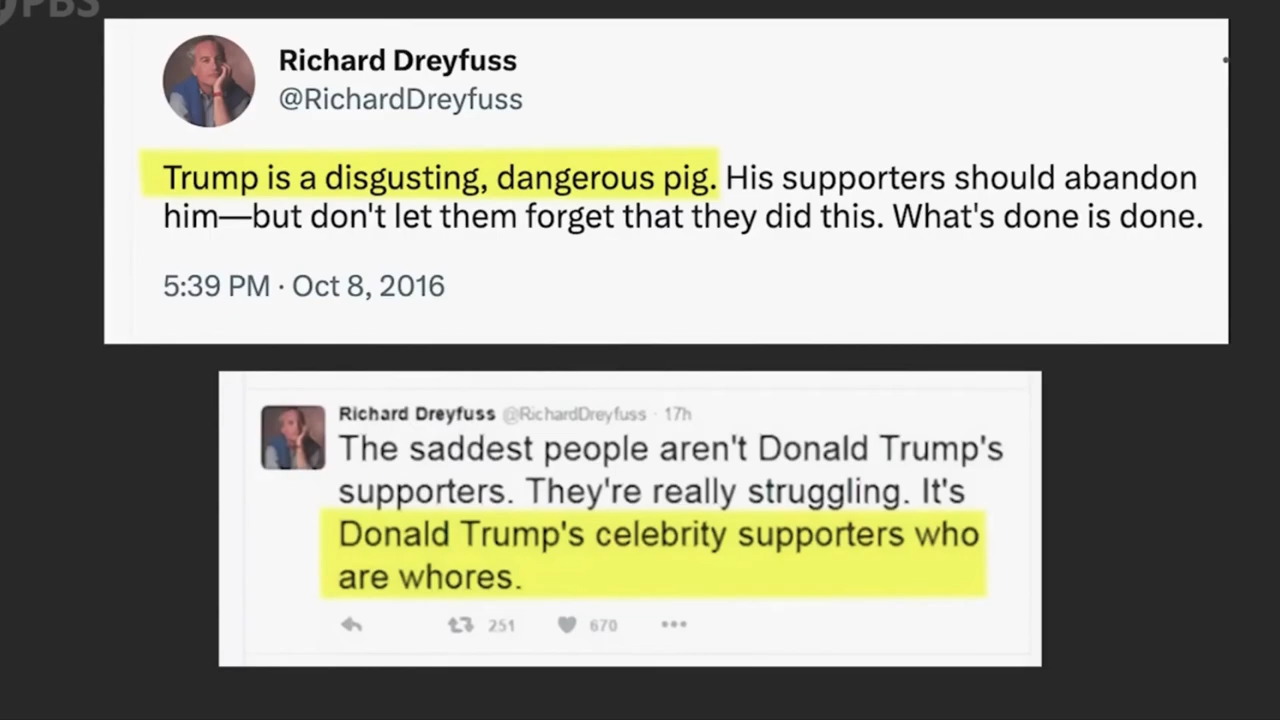 PBS
Richard Dreyfuss
@RichardDreyfuss
Trump is a disgusting, dangerous pig. His supporters should abandon
him—but don't let them forget that they did this. What's done is done.
5:39 PM · Oct 8, 2016
Richard Dreyfuss @RichardDreyfuss · 17h
The saddest people aren't Donald Trump's
supporters. They're really struggling. It's
Donald Trump's celebrity supporters who
are whores.
251 670